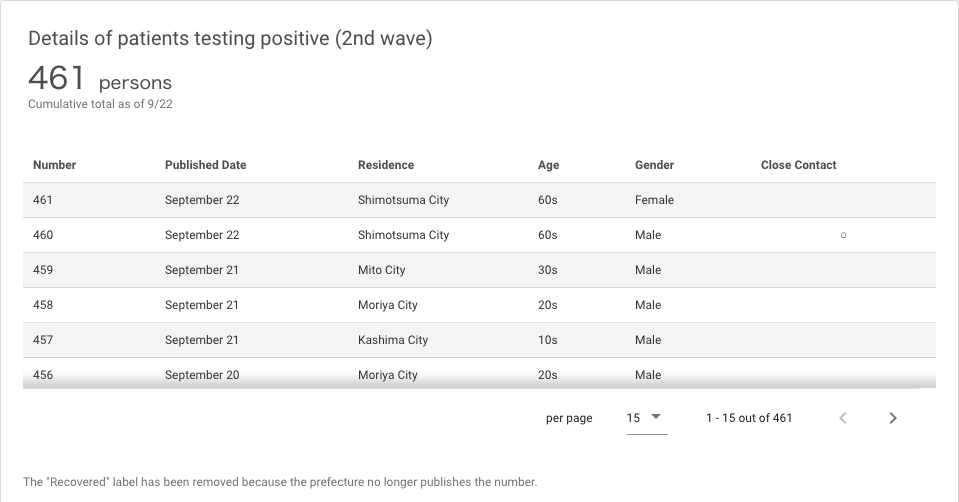 Details of patients testing positive (2nd wave)
461 persons
Cumulative total as of 9/22
Number Published Date Residence Age Gender Close Contact
461 September 22 Shimotsuma City 60s Female
460 September 22 Shimotsuma City 60s Male ○
459 September 21 Mito City 30s Male
458 September 21 Moriya City 20s Male
457 September 21 Kashima City 10s Male
456 September 20 Moriya City 20s Male
per page 15 1 - 15 out of 461
The "Recovered" label has been removed because the prefecture no longer publishes the number.